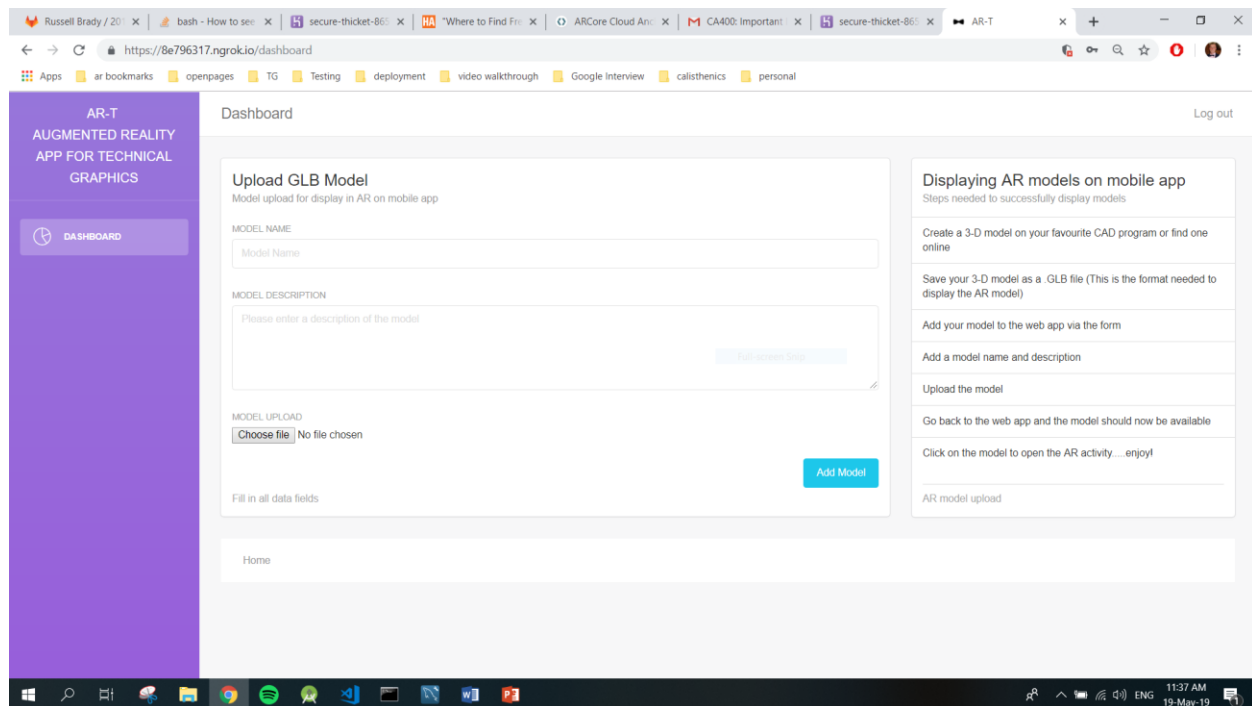 Russell Brady / 201
bash - How to see
secure-thicket-865
"Where to Find Fre
ARCore Cloud Anc
CA400: Important
secure-thicket-865
AR-T
https://8e796317.ngrok.io/dashboard
Apps
ar bookmarks
openpages
TG
Testing
deployment
video walkthrough
Google Interview
calisthenics
personal
AR-T
AUGMENTED REALITY
APP FOR TECHNICAL
GRAPHICS
DASHBOARD
Dashboard
Log out
Upload GLB Model
Model upload for display in AR on mobile app
MODEL NAME
Model Name
MODEL DESCRIPTION
Please enter a description of the model
Full-screen Snip
MODEL UPLOAD
Choose file No file chosen
Add Model
Fill in all data fields
Displaying AR models on mobile app
Steps needed to successfully display models
Create a 3-D model on your favourite CAD program or find one
online
Save your 3-D model as a .GLB file (This is the format needed to
display the AR model)
Add your model to the web app via the form
Add a model name and description
Upload the model
Go back to the web app and the model should now be available
Click on the model to open the AR activity.....enjoy!
AR model upload
Home
ENG
11:37 AM
19-May-19